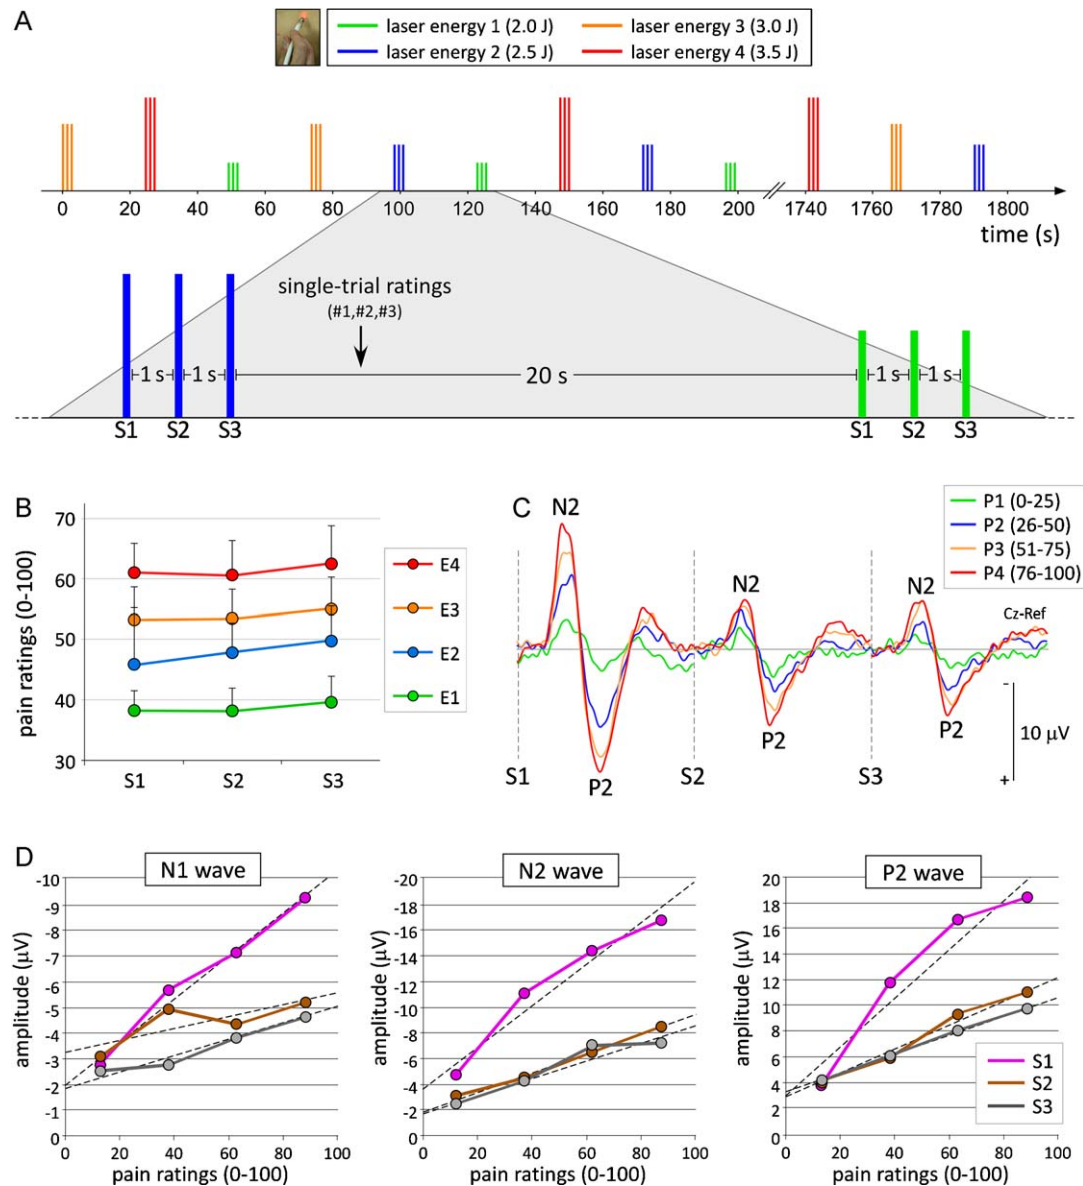 A
laser energy 1 (2.0 J)
laser energy 3 (3.0 J)
laser energy 2 (2.5 J)
laser energy 4 (3.5 J)
0 20 40 60 80 100 120 140 160 180 200 1740 1760 1780 1800
time (s)
single-trial ratings
(#1,#2,#3)
1 s 1 s 20 s 1 s 1 s
S1 S2 S3 S1 S2 S3
B
70
60
50
40
30
pain ratings (0-100)
S1 S2 S3
E4
E3
E2
E1
C
P1 (0-25)
P2 (26-50)
P3 (51-75)
P4 (76-100)
N2
N2
N2
Cz-Ref
P2
P2
P2
S1 S2 S3
-
10 µV
+
D
N1 wave
-10
-9
-8
-7
-6
-5
-4
-3
-2
-1
0
amplitude (µV)
0 20 40 60 80 100
pain ratings (0-100)
N2 wave
-20
-18
-16
-14
-12
-10
-8
-6
-4
-2
0
amplitude (µV)
0 20 40 60 80 100
pain ratings (0-100)
P2 wave
20
18
16
14
12
10
8
6
4
2
0
amplitude (µV)
0 20 40 60 80 100
pain ratings (0-100)
S1
S2
S3